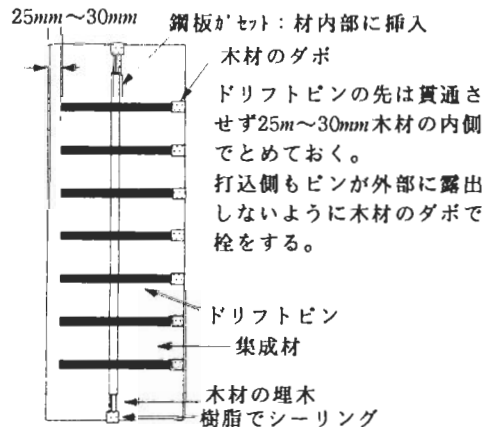 25mm～30mm
鋼板ガセット：材内部に挿入
木材のダボ
ドリフトピンの先は貫通さ
せず25m～30mm木材の内側
でとめておく。
打込側もピンが外部に露出
しないように木材のダボで
栓をする。
ドリフトピン
集成材
木材の埋木
樹脂でシーリング